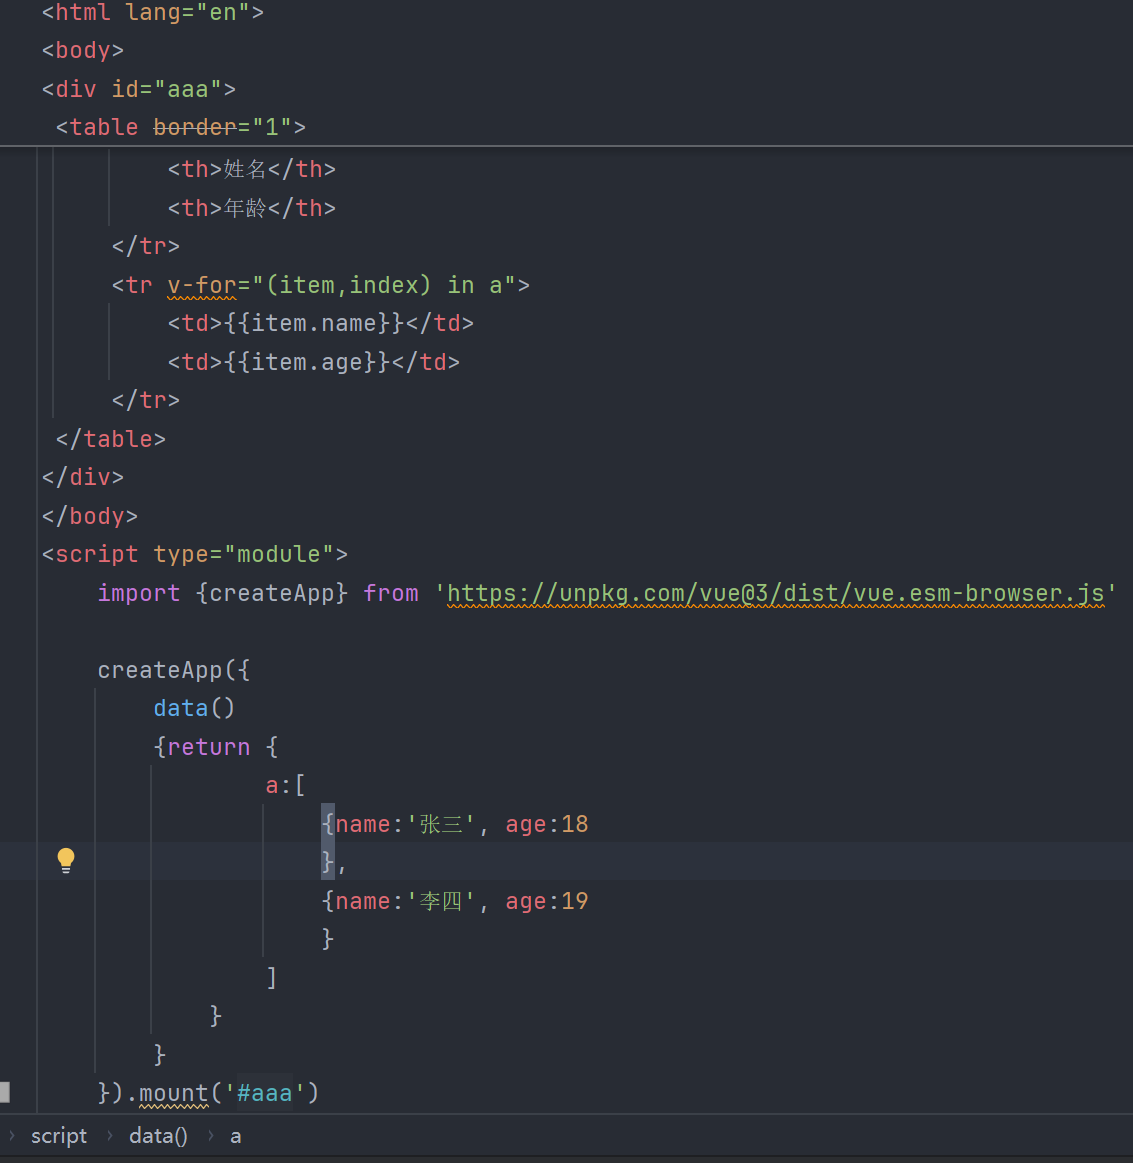 <html lang="en">
<body>
<div id="aaa">
<table border="1">
<th>姓名</th>
<th>年龄</th>
</tr>
<tr v-for="(item,index) in a">
<td>{{item.name}}</td>
<td>{{item.age}}</td>
</tr>
</table>
</div>
</body>
<script type="module">
import {createApp} from 'https://unpkg.com/vue@3/dist/vue.esm-browser.js'
createApp({
data()
{return {
a:[
{name:'张三', age:18
},
{name:'李四', age:19
}
]
}
}
}).mount('#aaa')
› script › data() › a